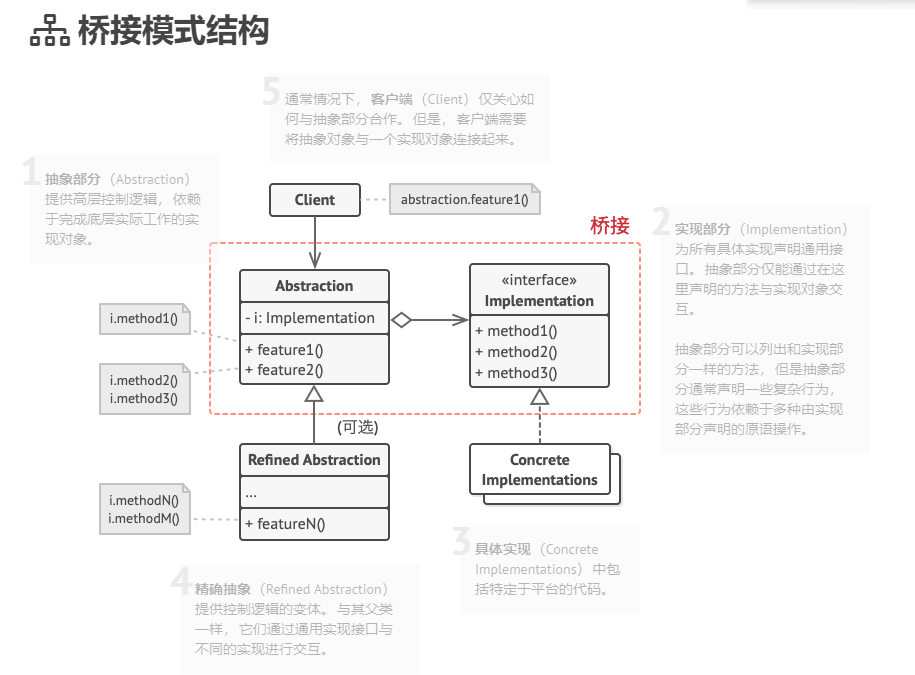 桥接模式结构
5
通常情况下，客户端（Client）仅关心如
何与抽象部分合作。但是，客户端需要
将抽象对象与一个实现对象连接起来。
1
抽象部分（Abstraction）
提供高层控制逻辑，依赖
于完成底层实际工作的实
现对象。
Client
abstraction.feature1()
桥接
2
实现部分（Implementation）
为所有具体实现声明通用接
口。抽象部分仅能通过在这
里声明的方法与实现对象交
互。
抽象部分可以列出和实现部
分一样的方法，但是抽象部
分通常声明一些复杂行为，
这些行为依赖于多种由实现
部分声明的原语操作。
Abstraction
- i: Implementation
+ feature1()
+ feature2()
«interface»
Implementation
+ method1()
+ method2()
+ method3()
i.method1()
i.method2()
i.method3()
(可选)
Refined Abstraction
...
+ featureN()
Concrete
Implementations
i.methodN()
i.methodM()
3
具体实现（Concrete
Implementations）中包
括特定于平台的代码。
4
精确抽象（Refined Abstraction）
提供控制逻辑的变体。与其父类
一样，它们通过通用实现接口与
不同的实现进行交互。